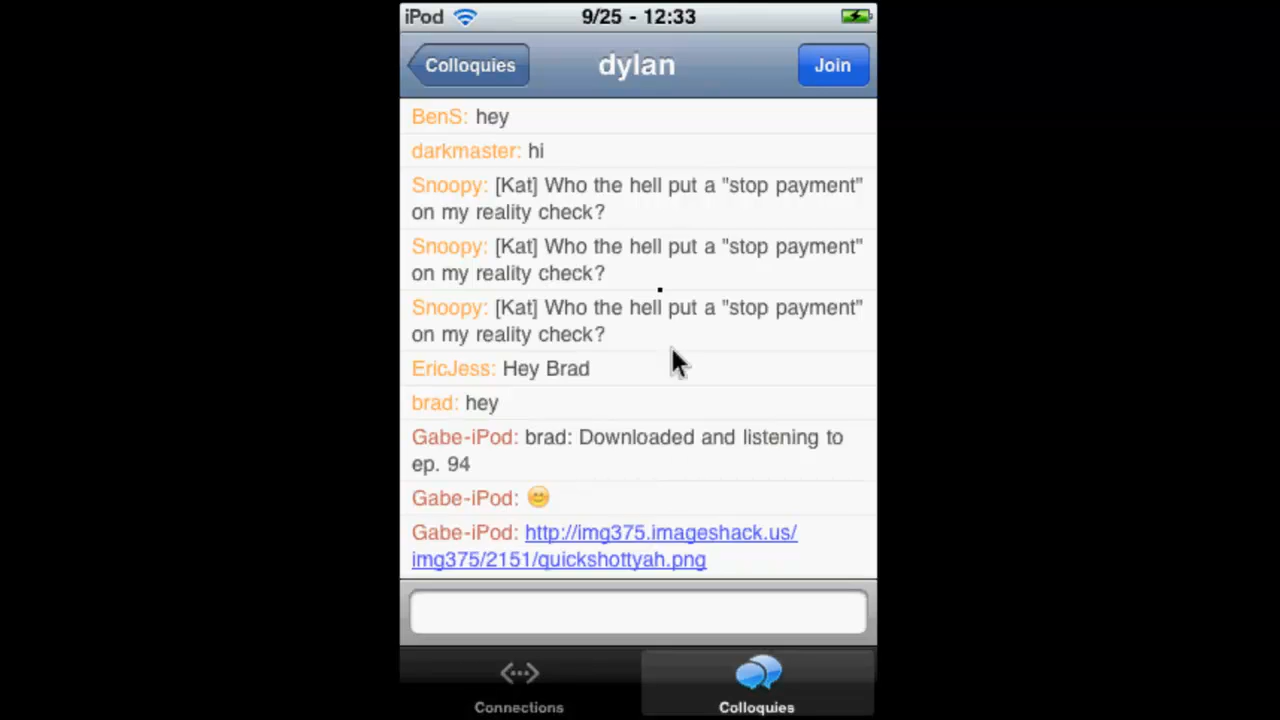 iPod 9/25 - 12:33
Colloquies dylan Join
BenS: hey
darkmaster: hi
Snoopy: [Kat] Who the hell put a "stop payment"
on my reality check?
Snoopy: [Kat] Who the hell put a "stop payment"
on my reality check?
Snoopy: [Kat] Who the hell put a "stop payment"
on my reality check?
EricJess: Hey Brad
brad: hey
Gabe-iPod: brad: Downloaded and listening to
ep. 94
Gabe-iPod: 😊
Gabe-iPod: http://img375.imageshack.us/
img375/2151/quickshottyah.png
Connections Colloquies